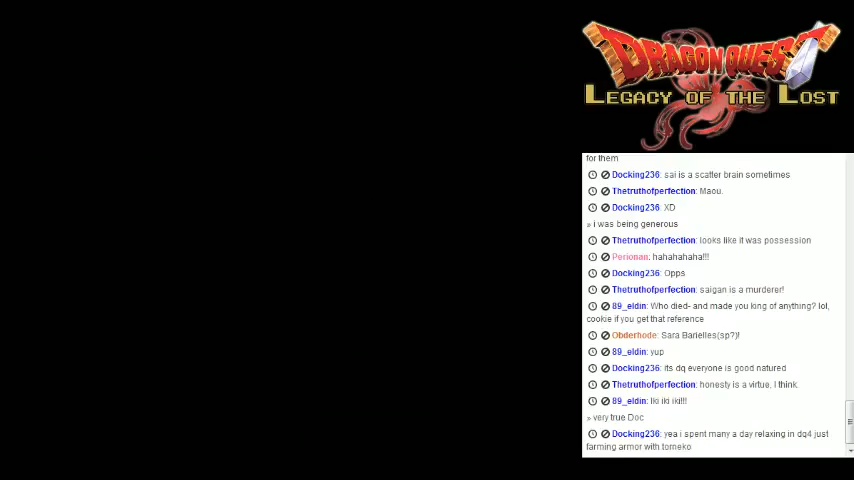 DRAGON QUEST
LEGACY OF THE LOST
for them
Docking236: sai is a scatter brain sometimes
Thetruthofperfection: Maou.
Docking236: XD
» i was being generous
Thetruthofperfection: looks like it was possession
Perionan: hahahahaha!!!
Docking236: Opps
Thetruthofperfection: saigan is a murderer!
89_eldin: Who died- and made you king of anything? lol,
cookie if you get that reference
Obderhode: Sara Barielles(sp?)!
89_eldin: yup
Docking236: its dq everyone is good natured
Thetruthofperfection: honesty is a virtue, I think.
89_eldin: Iki iki iki!!!
» very true Doc
Docking236: yea i spent many a day relaxing in dq4 just
farming armor with torneko